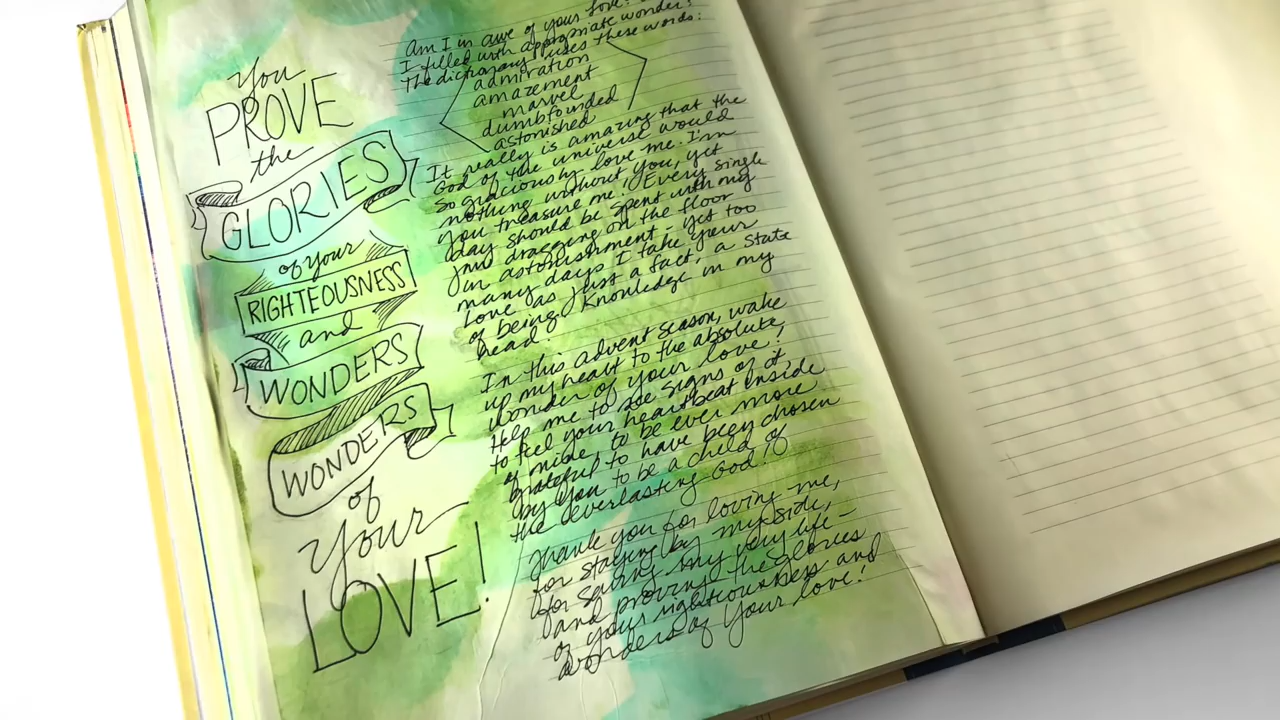 You
PROVE
the
GLORIES
of your
RIGHTEOUSNESS
and
WONDERS
WONDERS
of
Your
LOVE!
Am I in awe of your love?
I filled with appropriate wonder?
The dictionary uses these words:
admiration
amazement
marvel
dumbfounded
astonished
It really is amazing that the
God of the universe would
so graciously love me. I'm
nothing without you, yet
you treasure me! Every single
day should be spent with my
jaw dragging on the floor
in astonishment - yet too
many days I take your
love as just a fact, a state
of being, knowledge in my
head.
In this advent season, wake
up my heart to the absolute
wonder of your love!
Help me to see signs of it,
to feel your heartbeat inside
of mine, to be ever more
grateful to have been chosen
by you to be a child of
the everlasting God!
Thank you for loving me,
for staying by my side,
for saving my very life -
and proving the glories
of your righteousness and
wonders of your love!